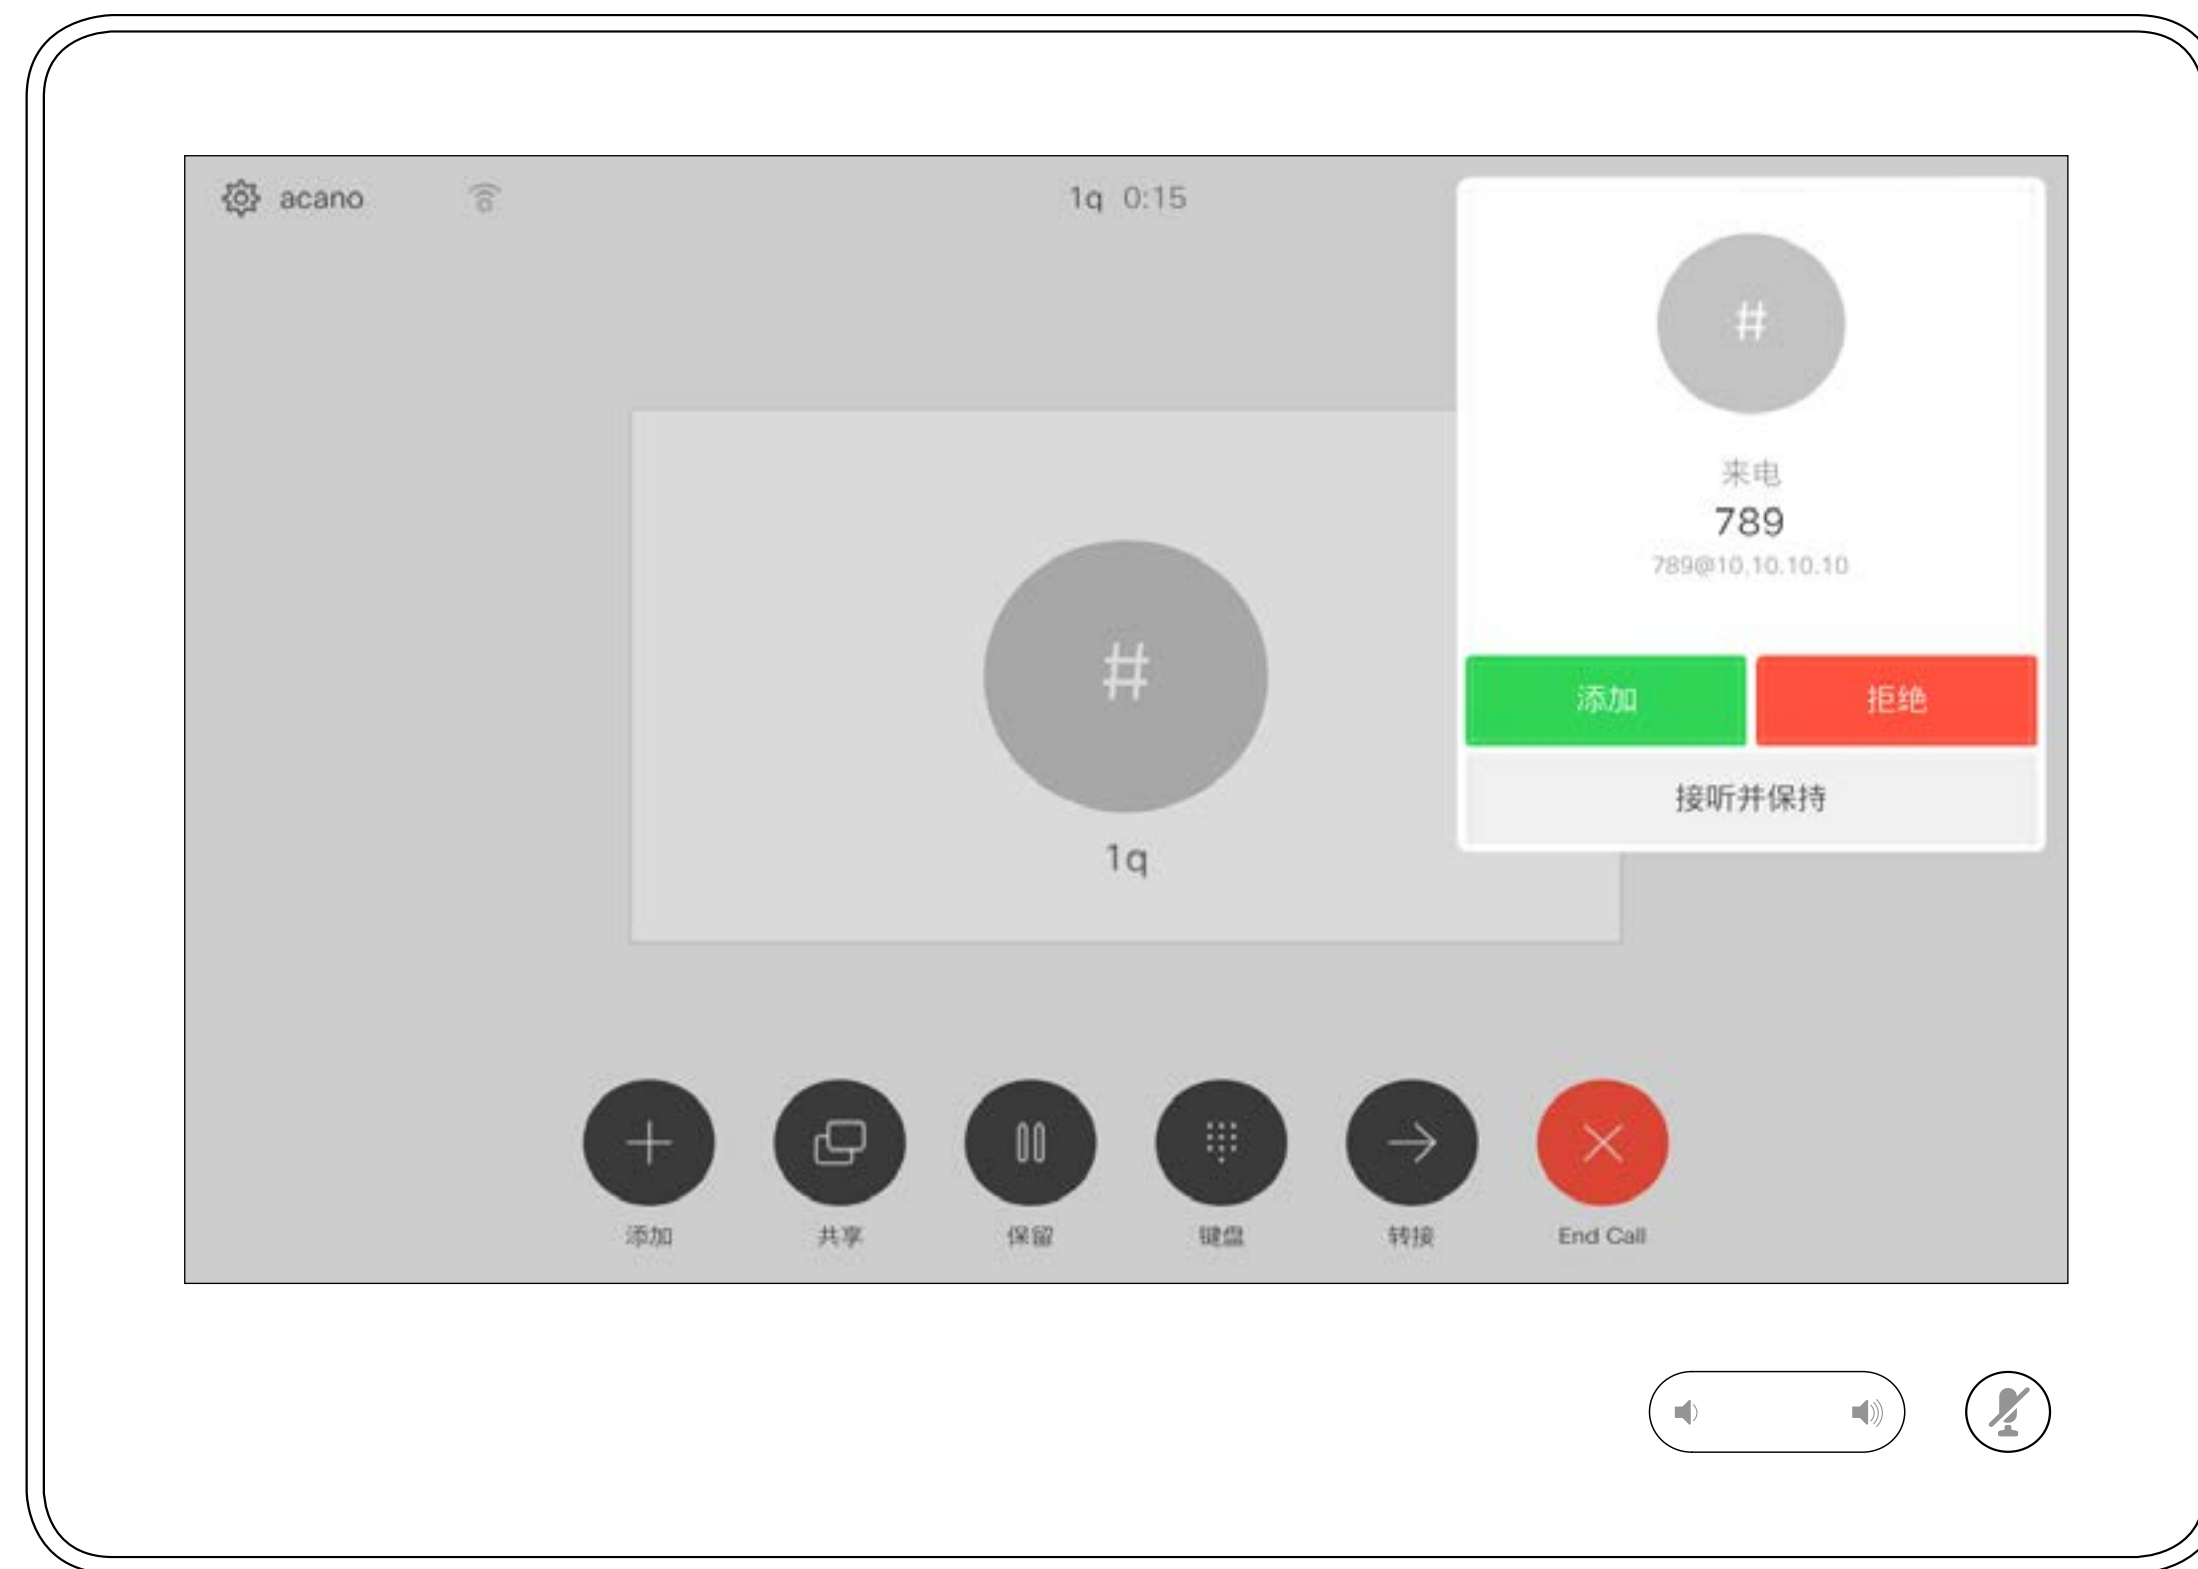 acano
1q 0:15
#
来电
789
789@10.10.10.10
添加
拒绝
接听并保持
#
1q
添加
共享
保留
键盘
转接
End Call